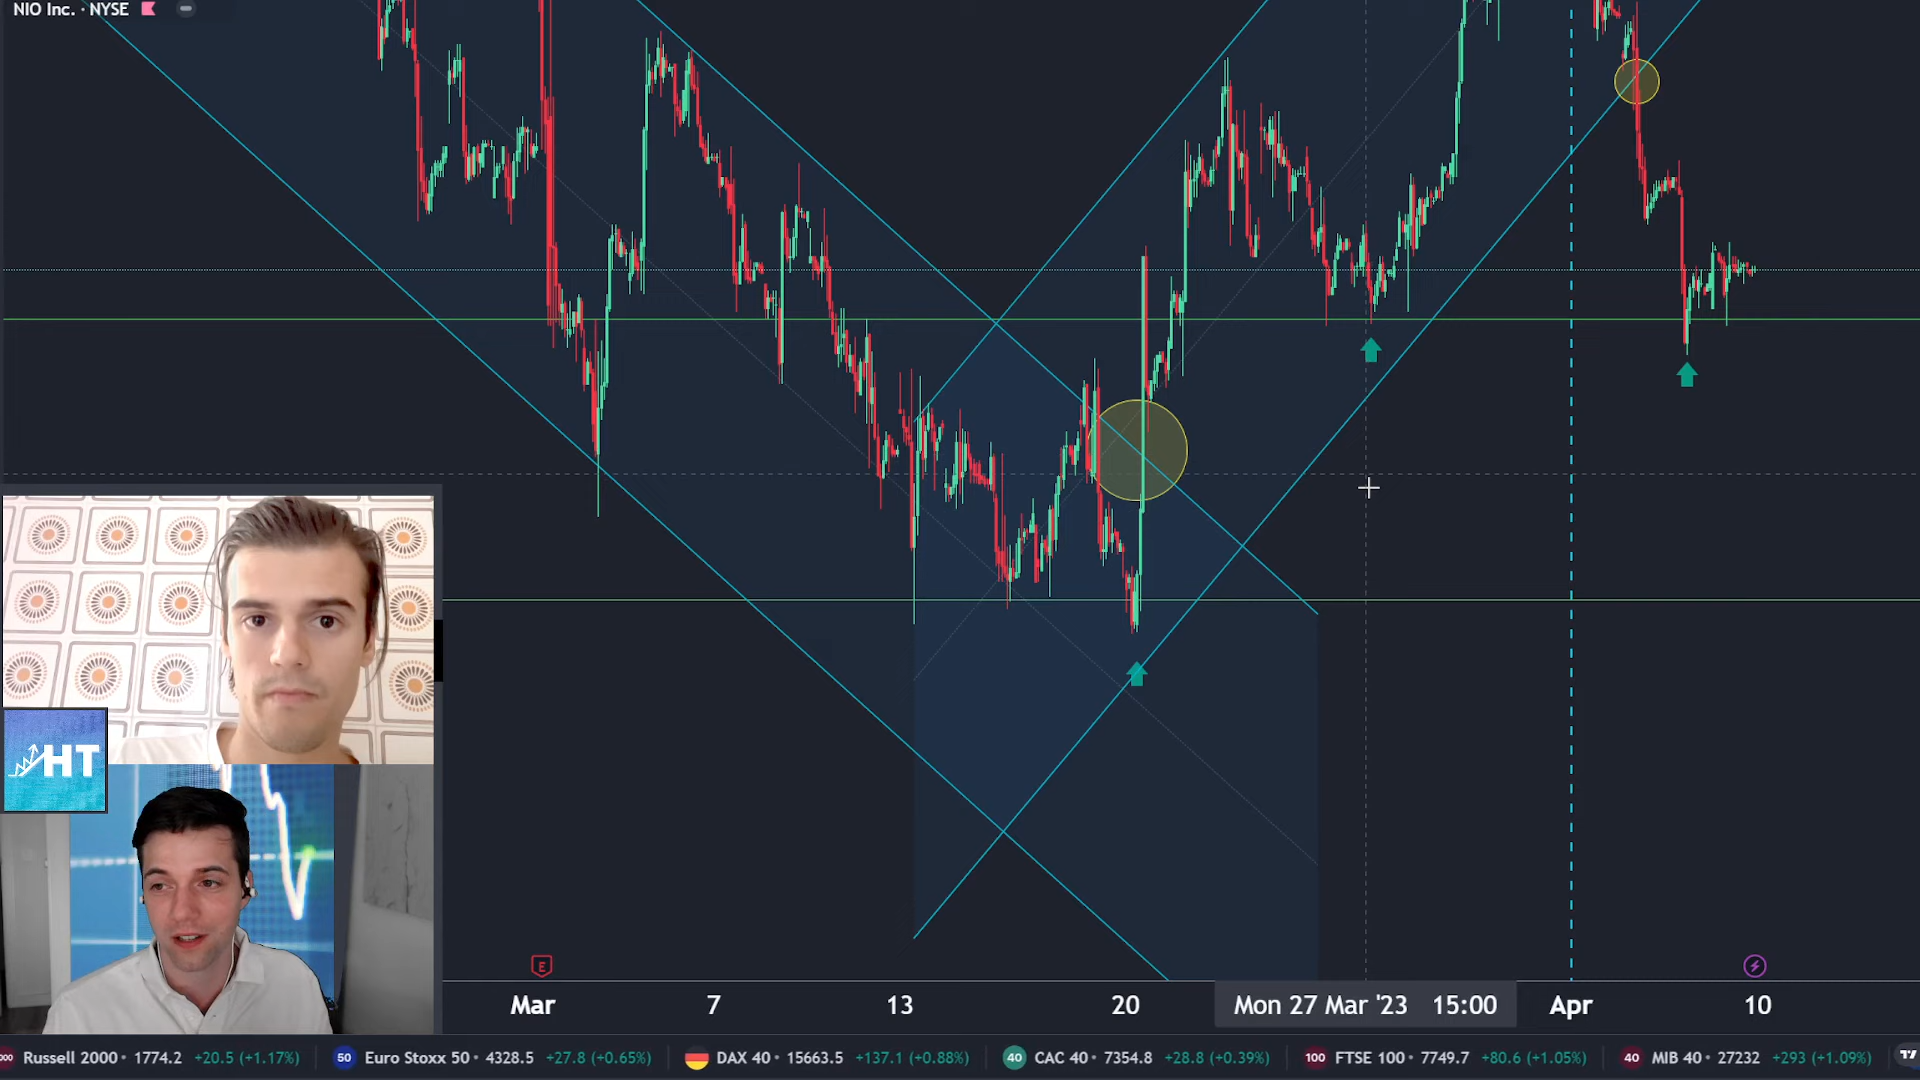 NIO Inc. · NYSE
HT
E
Mar 7 13 20 Mon 27 Mar '23 15:00 Apr 10
Russell 2000 · 1774.2 +20.5 (+1.17%) 50 Euro Stoxx 50 · 4328.5 +27.8 (+0.65%) DAX 40 · 15663.5 +137.1 (+0.88%) 40 CAC 40 · 7354.8 +28.8 (+0.39%) 100 FTSE 100 · 7749.7 +80.6 (+1.05%) 40 MIB 40 · 27232 +293 (+1.09%)